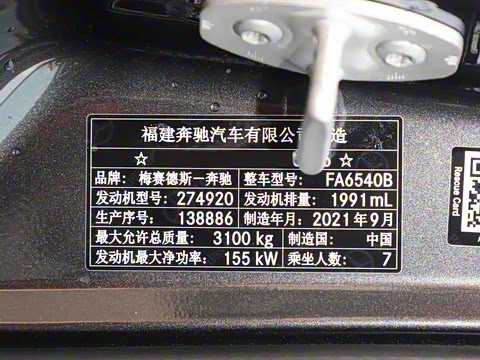 福建奔驰汽车有限公司制造
☆ ☆
品牌: 梅赛德斯—奔驰 整车型号: FA6540B
发动机型号: 274920 发动机排量: 1991mL
生产序号: 138886 制造年月: 2021年9月
最大允许总质量: 3100 kg 制造国: 中国
发动机最大净功率: 155 kW 乘坐人数: 7
Rescue Card